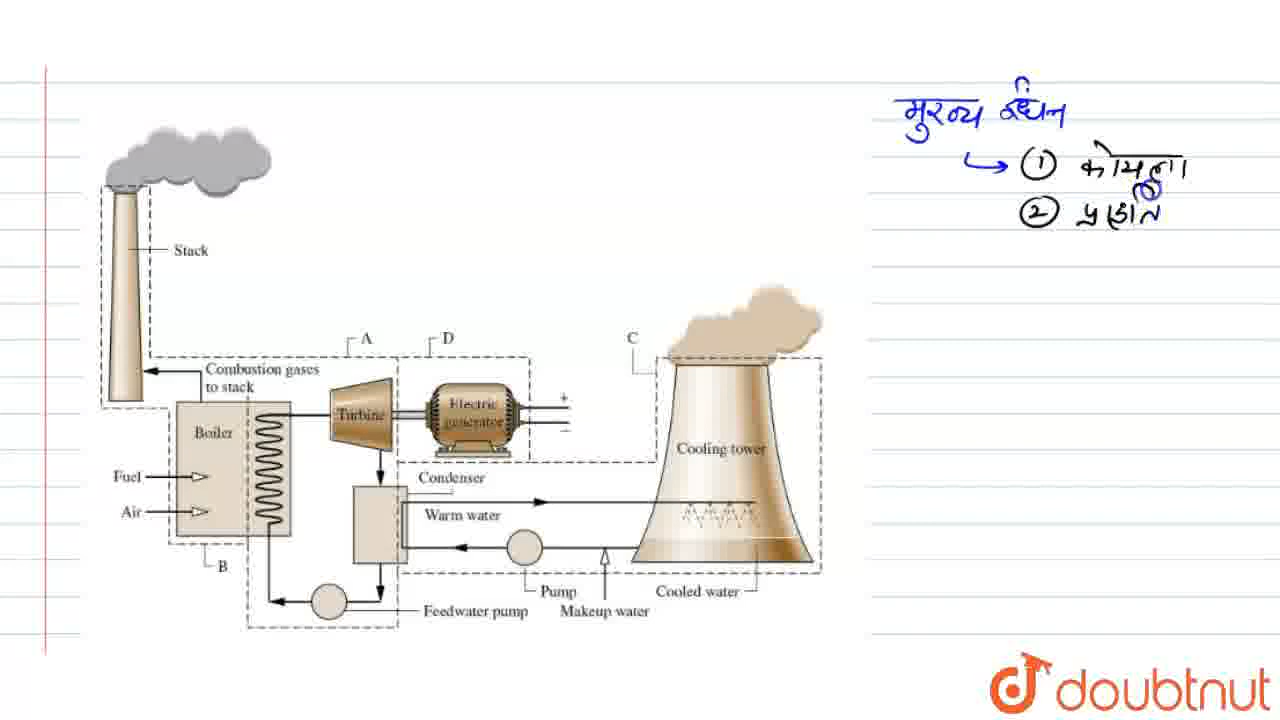 मुख्य ईंधन
① कोयला
②
Stack
A
D
C
Combustion gases
to stack
Turbine
Electric
generator
+
–
Boiler
Cooling tower
Fuel
Condenser
Air
Warm water
B
Pump
Cooled water
Feedwater pump
Makeup water
doubtnut